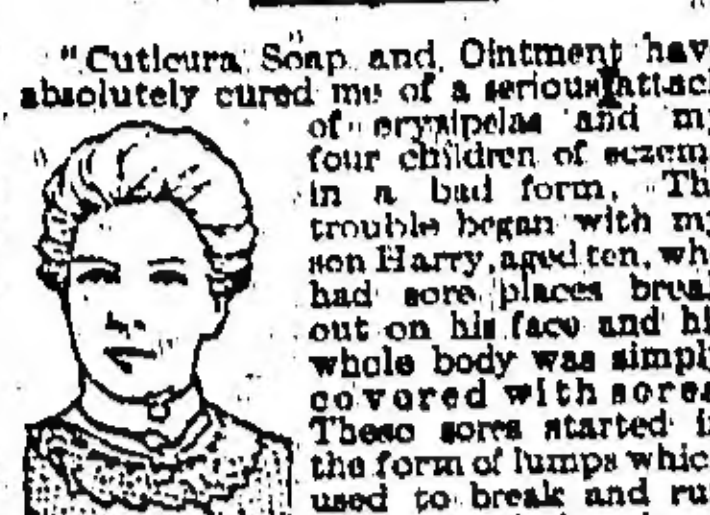 "Cuticura Soap and Ointment hav
absolutely cured me of a serious attac
of erysipelas and m
four children of eczem
in a bad form. Th
trouble began with my
son Harry, aged ten, wh
had sore places brea
out on his face and hi
whole body was simpl
covered with sores
These sores started i
the form of lumps whic
used to break and ru